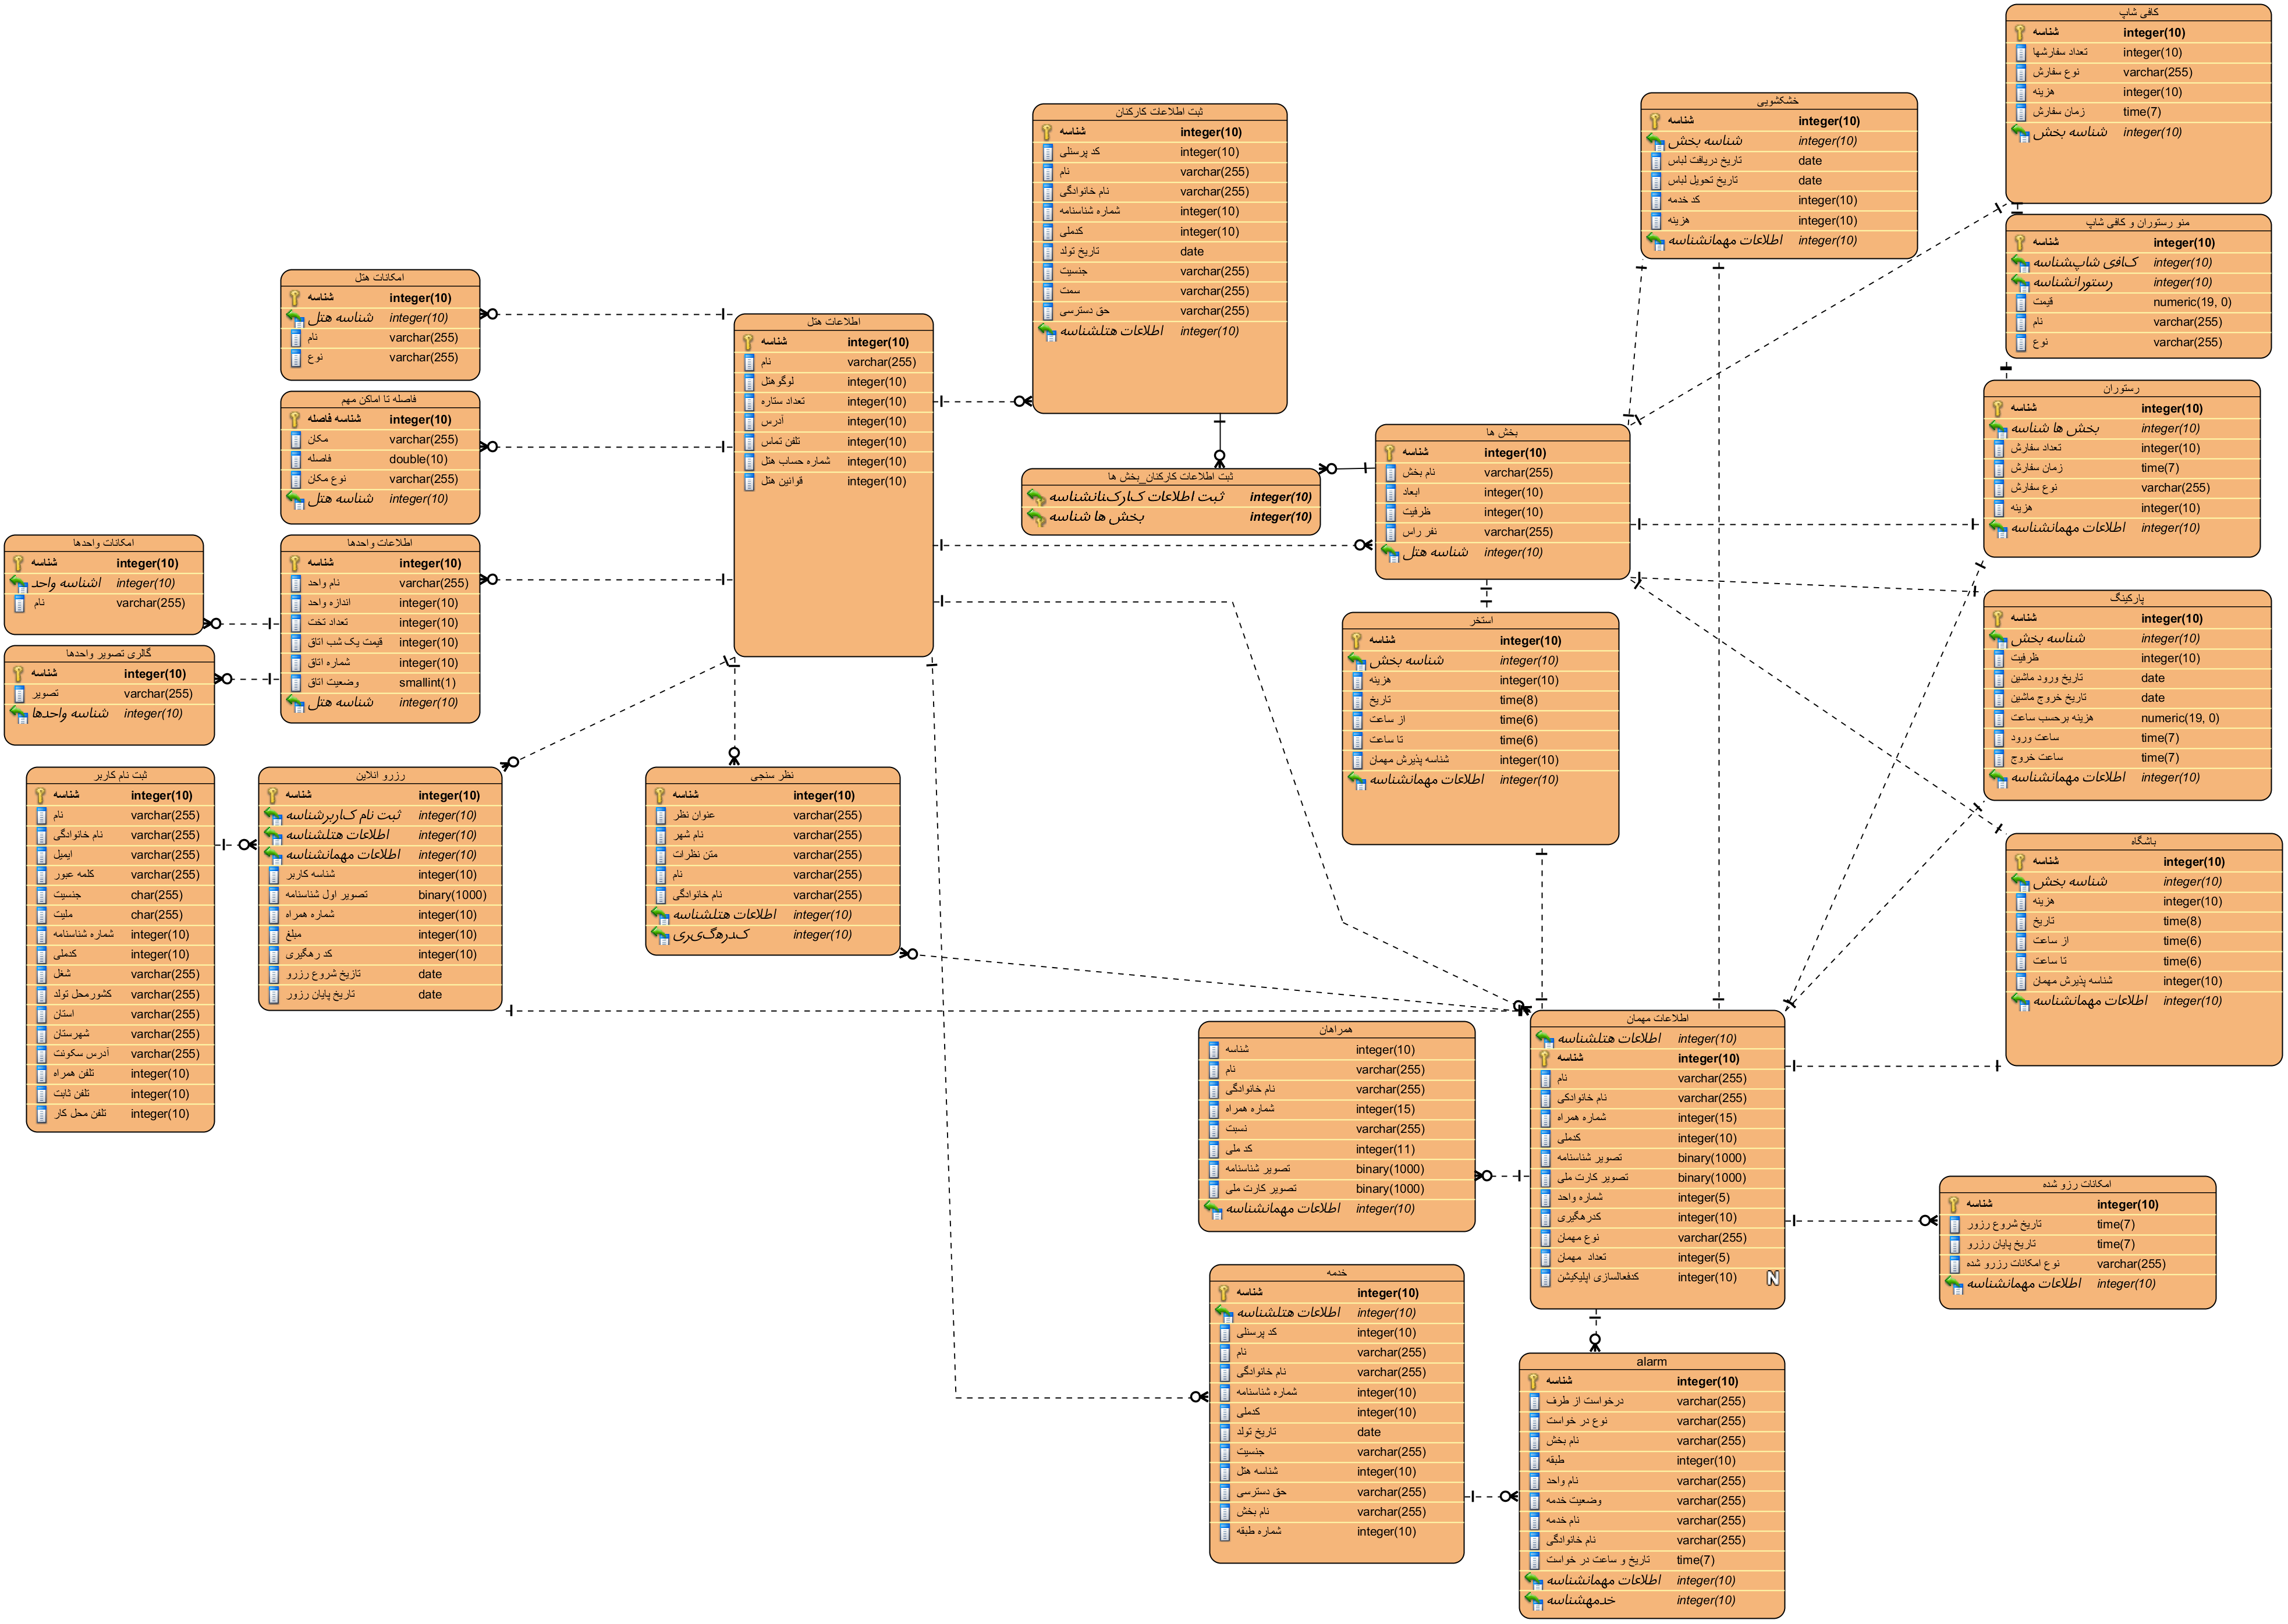 کافی شاپ
شناسه integer(10)
تعداد سفارشها integer(10)
نوع سفارش varchar(255)
هزینه integer(10)
زمان سفارش time(7)
شناسه بخش integer(10)
منو رستوران و کافی شاپ
شناسه integer(10)
کافی شاپشناسه integer(10)
رستورانشناسه integer(10)
قیمت numeric(19, 0)
نام varchar(255)
نوع varchar(255)
خشکشویی
شناسه integer(10)
شناسه بخش integer(10)
تاریخ دریافت لباس date
تاریخ تحویل لباس date
کد خدمه integer(10)
هزینه integer(10)
اطلاعات مهمانشناسه integer(10)
ثبت اطلاعات کارکنان
شناسه integer(10)
کد پرسنلی integer(10)
نام varchar(255)
نام خانوادگی varchar(255)
شماره شناسنامه integer(10)
کدملی integer(10)
تاریخ تولد date
جنسیت varchar(255)
سمت varchar(255)
حق دسترسی varchar(255)
اطلاعات هتلشناسه integer(10)
امکانات هتل
شناسه integer(10)
شناسه هتل integer(10)
نام varchar(255)
نوع varchar(255)
اطلاعات هتل
شناسه integer(10)
نام varchar(255)
لوگوهتل integer(10)
تعداد ستاره integer(10)
آدرس integer(10)
تلفن تماس integer(10)
شماره حساب هتل integer(10)
قوانین هتل integer(10)
فاصله تا اماکن مهم
شناسه فاصله integer(10)
مکان varchar(255)
فاصله double(10)
نوع مکان varchar(255)
شناسه هتل integer(10)
رستوران
شناسه integer(10)
بخش ها شناسه integer(10)
تعداد سفارش integer(10)
زمان سفارش time(7)
نوع سفارش varchar(255)
هزینه integer(10)
اطلاعات مهمانشناسه integer(10)
بخش ها
شناسه integer(10)
نام بخش varchar(255)
ابعاد integer(10)
ظرفیت integer(10)
نفر راس varchar(255)
شناسه هتل integer(10)
ثبت اطلاعات کارکنان_بخش ها
ثبت اطلاعات کارکنانشناسه integer(10)
بخش ها شناسه integer(10)
امکانات واحدها
شناسه integer(10)
اشناسه واحد integer(10)
نام varchar(255)
اطلاعات واحدها
شناسه integer(10)
نام واحد varchar(255)
اندازه واحد integer(10)
تعداد تخت integer(10)
قیمت یک شب اتاق integer(10)
شماره اتاق integer(10)
وضعیت اتاق smallint(1)
شناسه هتل integer(10)
گالری تصویر واحدها
شناسه integer(10)
تصویر varchar(255)
شناسه واحدها integer(10)
پارکینگ
شناسه integer(10)
شناسه بخش integer(10)
ظرفیت integer(10)
تاریخ ورود ماشین date
تاریخ خروج ماشین date
هزینه برحسب ساعت numeric(19, 0)
ساعت ورود time(7)
ساعت خروج time(7)
اطلاعات مهمانشناسه integer(10)
استخر
شناسه integer(10)
شناسه بخش integer(10)
هزینه integer(10)
تاریخ time(8)
از ساعت time(6)
تا ساعت time(6)
شناسه پذیرش مهمان integer(10)
اطلاعات مهمانشناسه integer(10)
ثبت نام کاربر
شناسه integer(10)
نام varchar(255)
نام خانوادگی varchar(255)
ایمیل varchar(255)
کلمه عبور varchar(255)
جنسیت char(255)
ملیت char(255)
شماره شناسنامه integer(10)
کدملی integer(10)
شغل varchar(255)
کشورمحل تولد varchar(255)
استان varchar(255)
شهرستان varchar(255)
آدرس سکونت varchar(255)
تلفن همراه integer(10)
تلفن ثابت integer(10)
تلفن محل کار integer(10)
رزرو انلاین
شناسه integer(10)
ثبت نام کاربرشناسه integer(10)
اطلاعات هتلشناسه integer(10)
اطلاعات مهمانشناسه integer(10)
شناسه کاربر integer(10)
تصویر اول شناسنامه binary(1000)
شماره همراه integer(10)
مبلغ integer(10)
کد رهگیری integer(10)
تازیخ شروع رزرو date
تاریخ پایان رزور date
نظر سنجی
شناسه integer(10)
عنوان نظر varchar(255)
نام شهر varchar(255)
متن نظرات varchar(255)
نام varchar(255)
نام خانوادگی varchar(255)
اطلاعات هتلشناسه integer(10)
کدرهگیری integer(10)
باشگاه
شناسه integer(10)
شناسه بخش integer(10)
هزینه integer(10)
تاریخ time(8)
از ساعت time(6)
تا ساعت time(6)
شناسه پذیرش مهمان integer(10)
اطلاعات مهمانشناسه integer(10)
اطلاعات مهمان
اطلاعات هتلشناسه integer(10)
شناسه integer(10)
نام varchar(255)
نام خانوادکی varchar(255)
شماره همراه integer(15)
کدملی integer(10)
تصویر شناسنامه binary(1000)
تصویر کارت ملی binary(1000)
شماره واحد integer(5)
کدرهگیری integer(10)
نوع مهمان varchar(255)
تعداد مهمان integer(5)
کدفعالسازی اپلیکیشن integer(10) N
همراهان
شناسه integer(10)
نام varchar(255)
نام خانوادگی varchar(255)
شماره همراه integer(15)
نسبت varchar(255)
کد ملی integer(11)
تصویر شناسنامه binary(1000)
تصویر کارت ملی binary(1000)
اطلاعات مهمانشناسه integer(10)
امکانات رزو شده
شناسه integer(10)
تاریخ شروع رزور time(7)
تاریخ پایان رزرو time(7)
نوع امکانات رزرو شده varchar(255)
اطلاعات مهمانشناسه integer(10)
خدمه
شناسه integer(10)
اطلاعات هتلشناسه integer(10)
کد پرسنلی integer(10)
نام varchar(255)
نام خانوادگی varchar(255)
شماره شناسنامه integer(10)
کدملی integer(10)
تاریخ تولد date
جنسیت varchar(255)
شناسه هتل integer(10)
حق دسترسی varchar(255)
نام بخش varchar(255)
شماره طبقه integer(10)
alarm
شناسه integer(10)
درخواست از طرف varchar(255)
نوع در خواست varchar(255)
نام بخش varchar(255)
طبقه integer(10)
نام واحد varchar(255)
وضعیت خدمه varchar(255)
نام خدمه varchar(255)
نام خانوادگی varchar(255)
تاریخ و ساعت در خواست time(7)
اطلاعات مهمانشناسه integer(10)
خدمهشناسه integer(10)